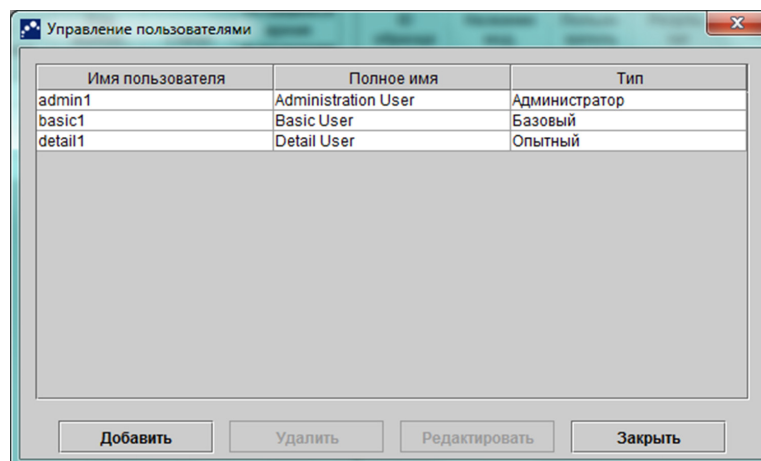 Управление пользователями
Имя пользователя Полное имя Тип
admin1 Administration User Администратор
basic1 Basic User Базовый
detail1 Detail User Опытный
Добавить Удалить Редактировать Закрыть